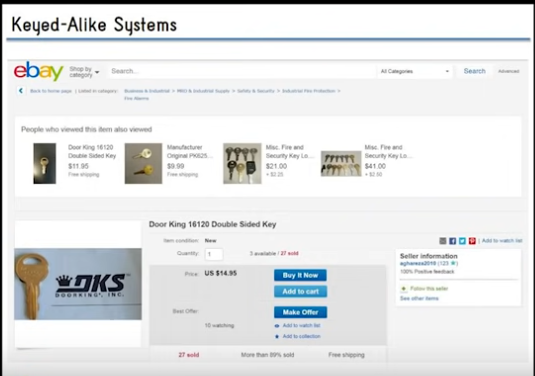 Keyed-Alike Systems
ebay
Shop by category
Search...
All Categories
Search
Advanced
Back to home page | Listed in category: Business & Industrial > MRO & Industrial Supply > Safety & Security > Industrial Fire Protection >
Fire Alarms
People who viewed this item also viewed
Door King 16120
Double Sided Key
$11.95
Free shipping
Manufacturer
Original PK625...
$9.99
Free shipping
Misc. Fire and
Security Key Lo...
$21.00
+ $2.25
Misc. Fire and
Security Key Lo...
$41.00
+ $2.50
Door King 16120 Double Sided Key
Item condition: New
Quantity: 1 3 available / 27 sold
Price: US $14.95
Buy It Now
Add to cart
Best Offer:
Make Offer
10 watching
Add to watch list
Add to collection
27 sold
More than 89% sold
Free shipping
DKS
DOORKING, INC.
Add to watch list
Seller information
100% Positive feedback
Follow this seller
See other items